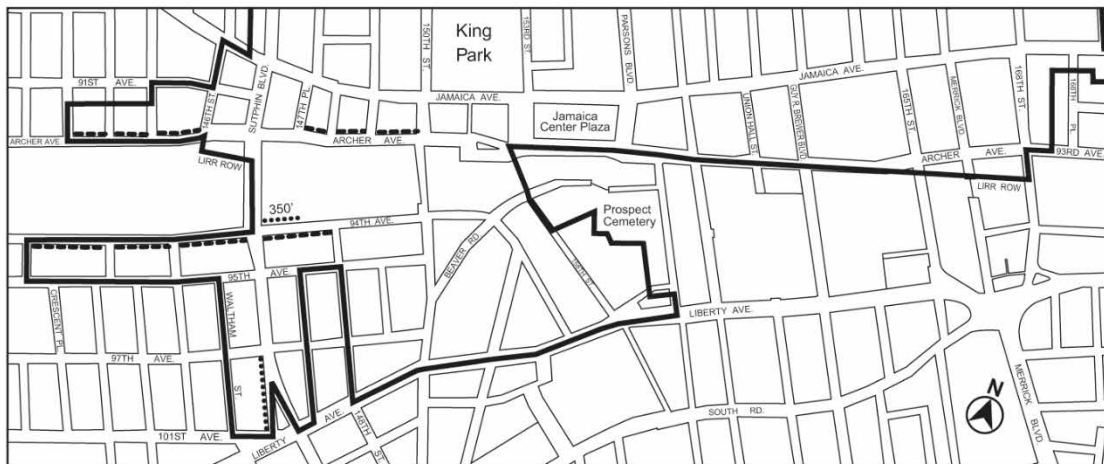 King
Park
150TH ST.
153RD ST.
PARSONS BLVD
91ST AVE.
SUTPHIN BLVD.
147TH PL
146TH ST.
JAMAICA AVE.
JAMAICA AVE.
Jamaica
Center Plaza
UNION HALL ST.
GUY R. BREWER BLVD.
165TH ST.
MERRICK BLVD.
168TH ST.
168TH PL
ARCHER AVE
ARCHER AVE.
ARCHER AVE.
93RD AVE.
LIRR ROW
LIRR ROW
350'
94TH AVE.
Prospect
Cemetery
BEAVER RD.
95TH AVE.
WALTHAM ST.
CRESCENT PL
LIBERTY AVE.
97TH AVE.
MERRICK BLVD.
N
SOUTH RD.
148TH ST.
101ST AVE.
LIBERTY AVE.